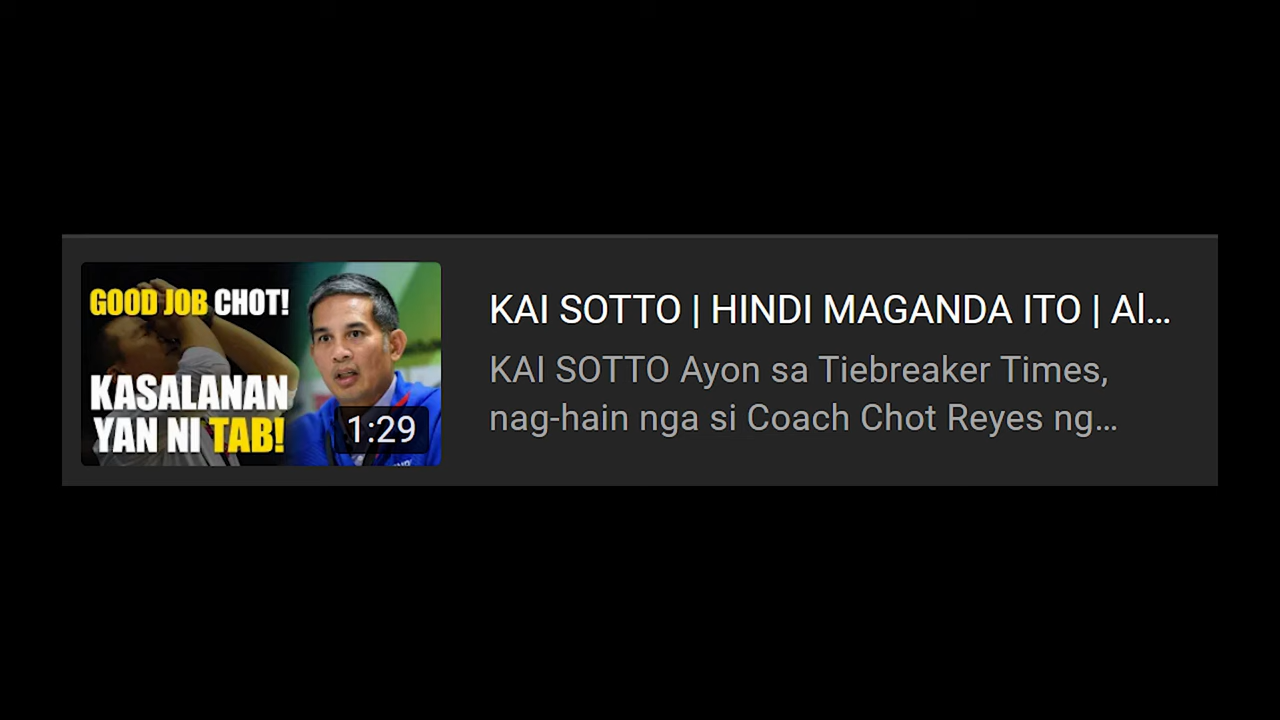 GOOD JOB CHOT!
KASALANAN
YAN NI TAB!
1:29
KAI SOTTO | HINDI MAGANDA ITO | Al...
KAI SOTTO Ayon sa Tiebreaker Times,
nag-hain nga si Coach Chot Reyes ng...